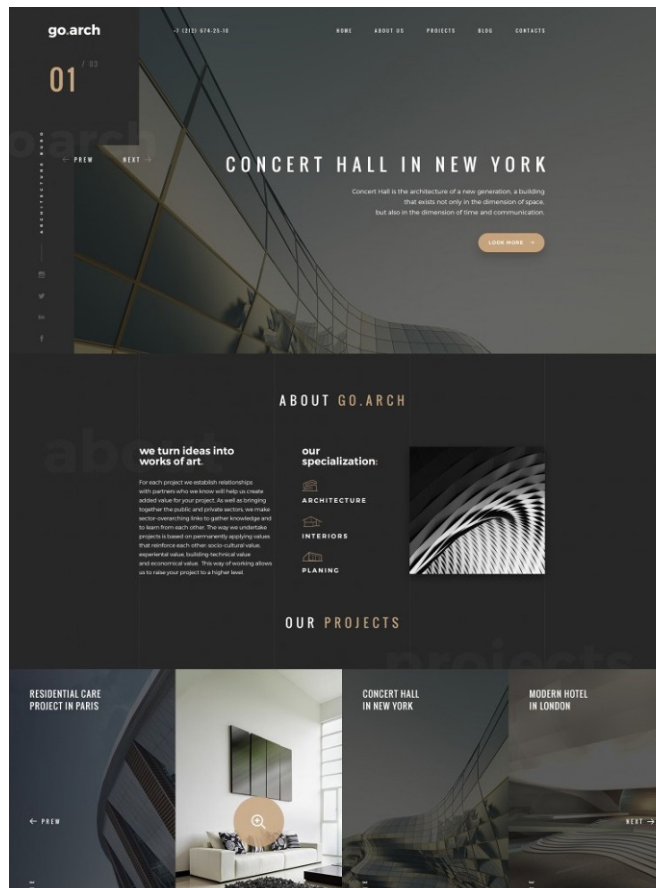 go.arch
+7 (212) 674-25-10
HOME
ABOUT US
PROJECTS
BLOG
CONTACTS
01
/ 03
o.arch
← PREW
NEXT →
ARCHITECTURE BURO
CONCERT HALL IN NEW YORK
Concert Hall is the architecture of a new generation, a building
that exists not only in the dimension of space,
but also in the dimension of time and communication.
LOOK MORE →
f
ABOUT GO.ARCH
about
we turn ideas into
works of art.
For each project we establish relationships
with partners who we know will help us create
added value for your project. As well as bringing
together the public and private sectors, we make
sector-overarching links to gather knowledge and
to learn from each other. The way we undertake
projects is based on permanently applying values
that reinforce each other: socio-cultural value,
experiental value, building-technical value
and economical value. This way of working allows
us to raise your project to a higher level.
our
specialization:
ARCHITECTURE
INTERIORS
PLANING
OUR PROJECTS
projects
RESIDENTIAL CARE
PROJECT IN PARIS
CONCERT HALL
IN NEW YORK
MODERN HOTEL
IN LONDON
← PREW
NEXT →